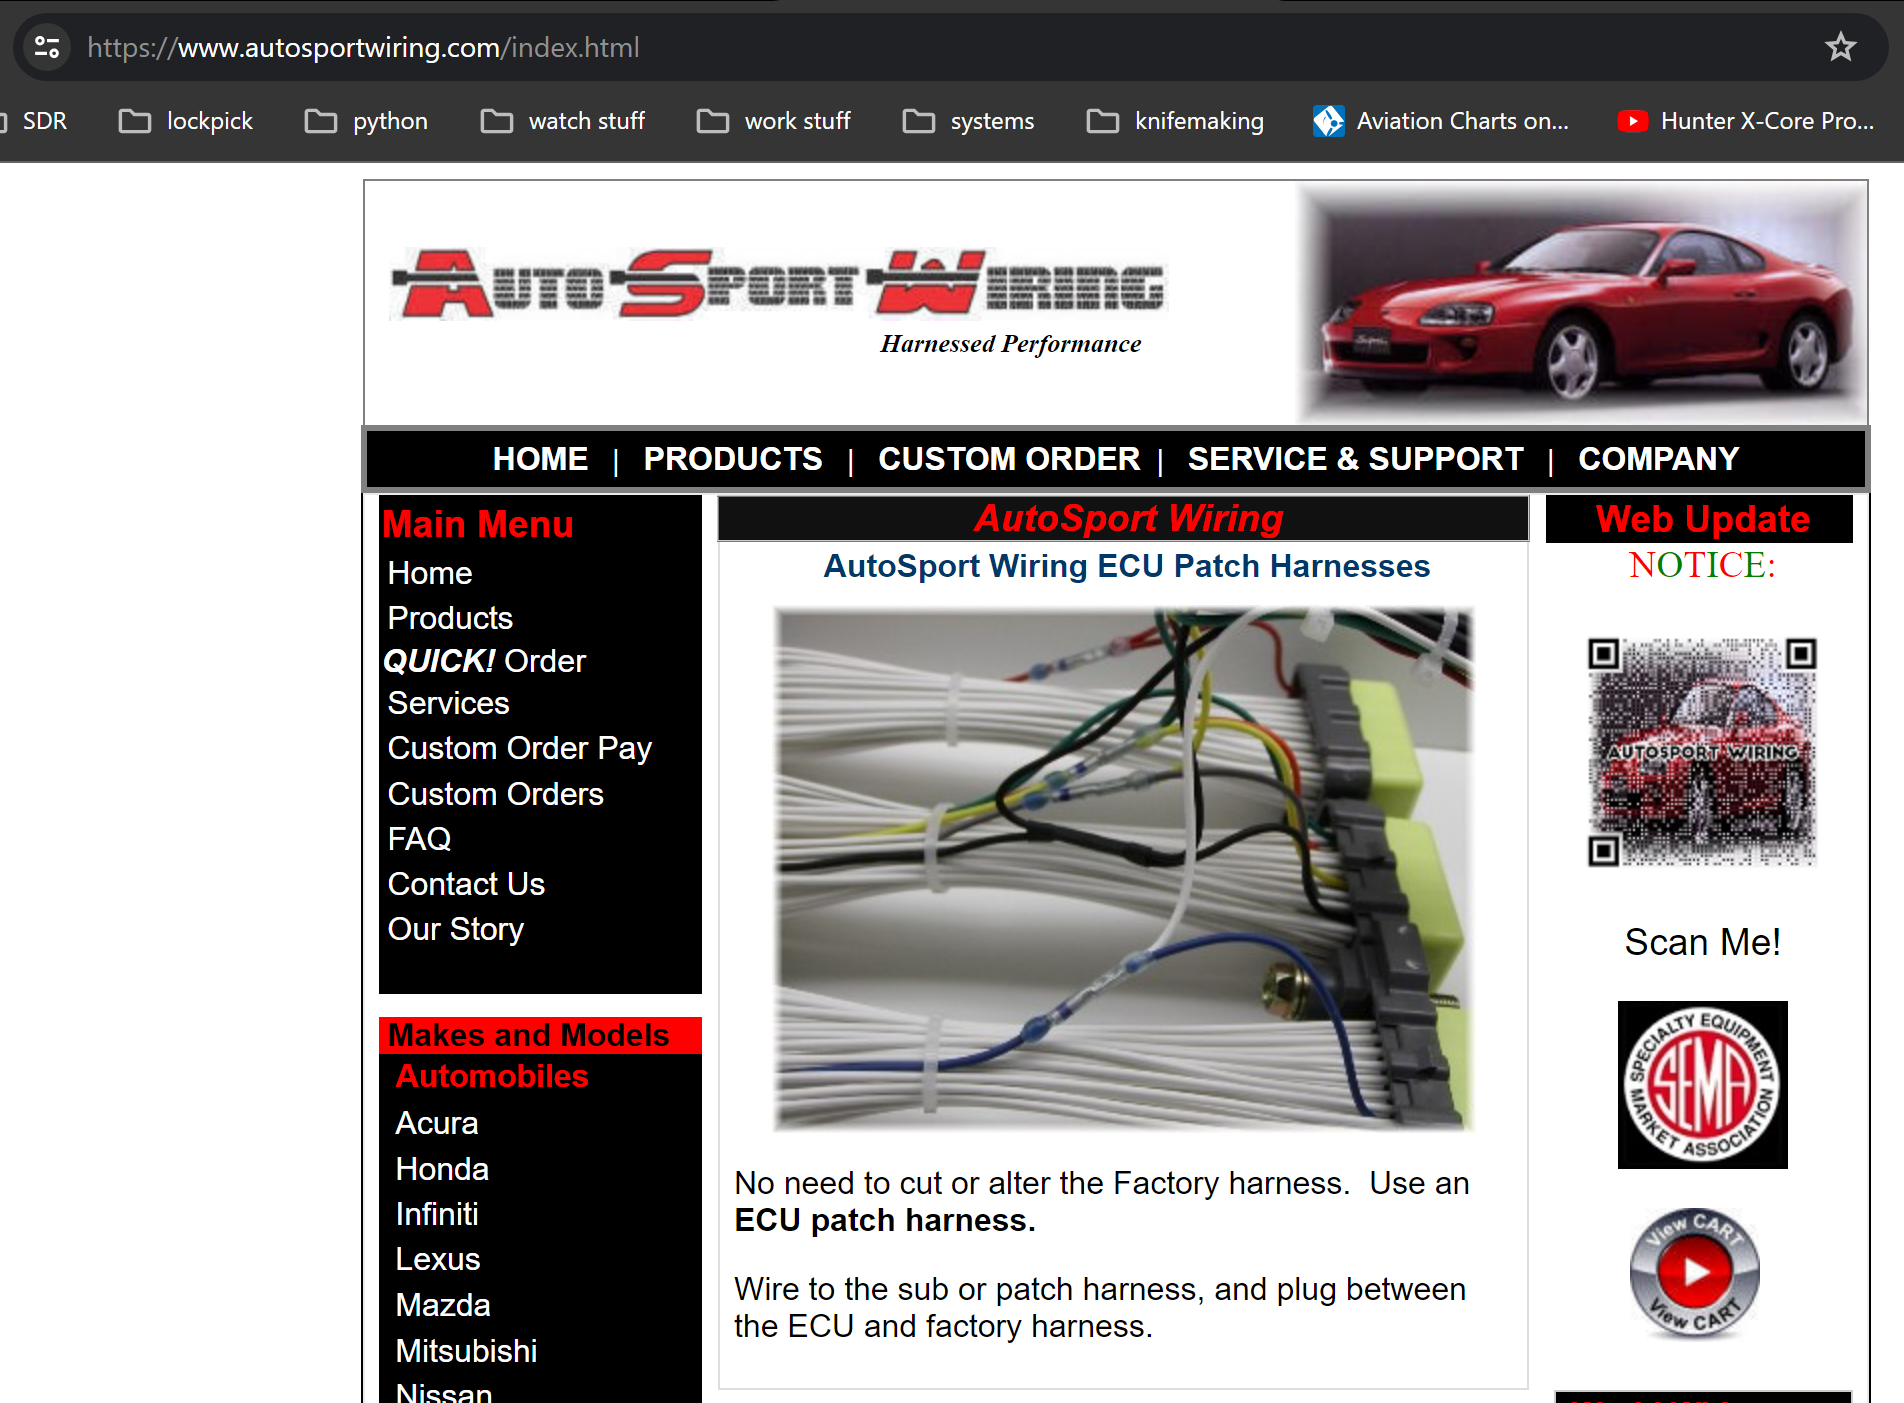 https://www.autosportwiring.com/index.html
SDR
lockpick
python
watch stuff
work stuff
systems
knifemaking
Aviation Charts on...
Hunter X-Core Pro...
AUTOSPORTWIRING
Harnessed Performance
HOME | PRODUCTS | CUSTOM ORDER | SERVICE & SUPPORT | COMPANY
Main Menu
Home
Products
QUICK! Order
Services
Custom Order Pay
Custom Orders
FAQ
Contact Us
Our Story
Makes and Models
Automobiles
Acura
Honda
Infiniti
Lexus
Mazda
Mitsubishi
Nissan
AutoSport Wiring
AutoSport Wiring ECU Patch Harnesses
No need to cut or alter the Factory harness. Use an
ECU patch harness.
Wire to the sub or patch harness, and plug between
the ECU and factory harness.
Web Update
NOTICE:
AUTOSPORT WIRING
Scan Me!
SPECIALTY EQUIPMENT
SEMA
MARKET ASSOCIATION
View CART
View CART